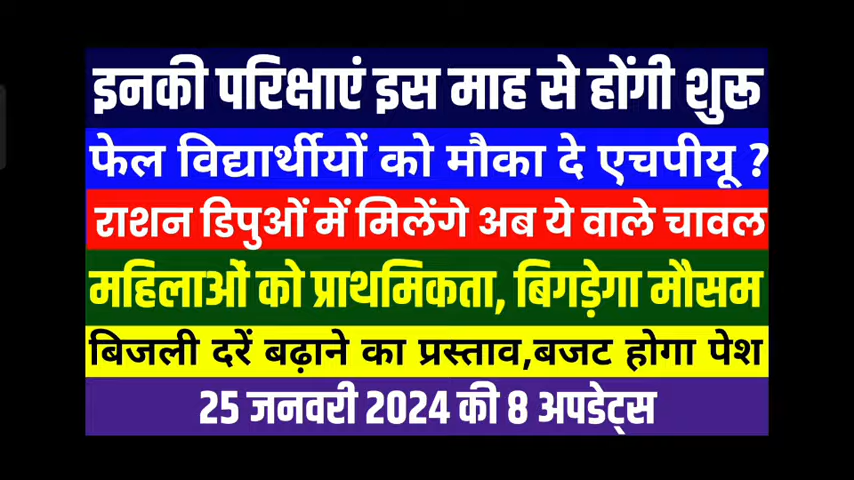 इनकी परिक्षाएं इस माह से होंगी शुरू
फेल विद्यार्थीयों को मौका दे एचपीयू ?
राशन डिपुओं में मिलेंगे अब ये वाले चावल
महिलाओं को प्राथमिकता, बिगड़ेगा मौसम
बिजली दरें बढ़ाने का प्रस्ताव,बजट होगा पेश
25 जनवरी 2024 की 8 अपडेट्स